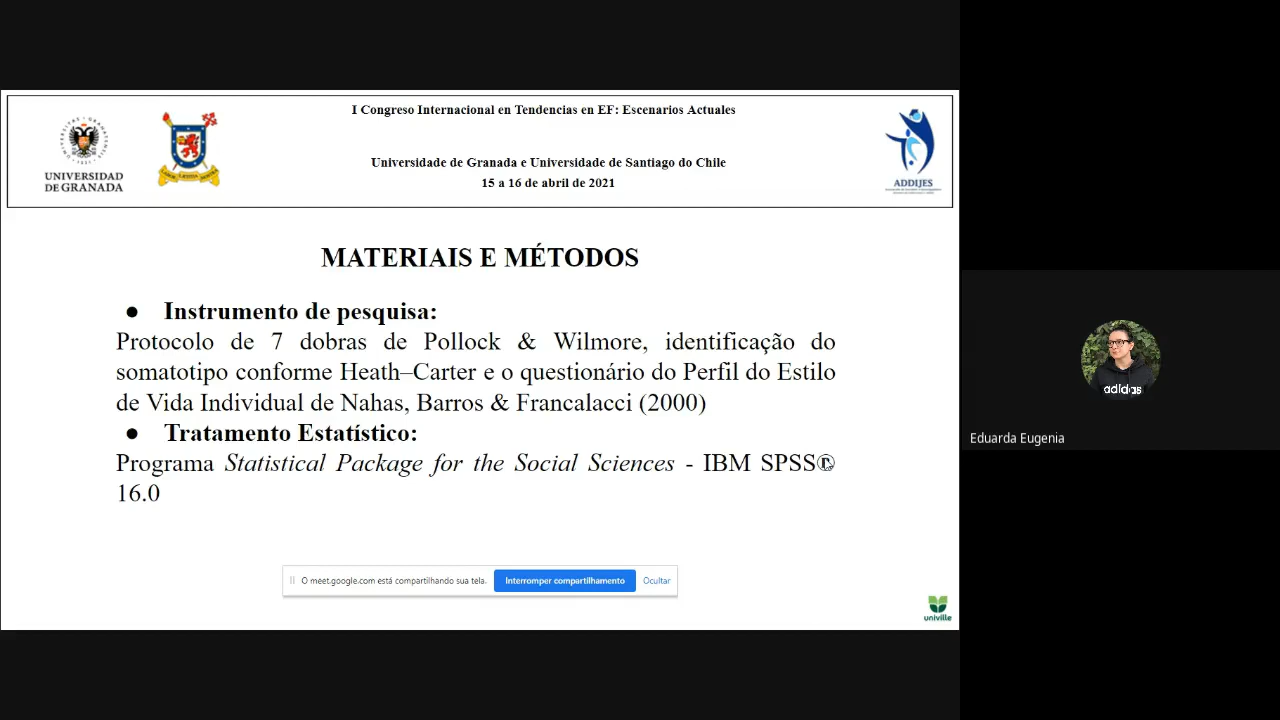 I Congreso Internacional en Tendencias en EF: Escenarios Actuales
UNIVERSIDAD
DE GRANADA
Universidade de Granada e Universidade de Santiago do Chile
15 a 16 de abril de 2021
ADDIJES
MATERIAIS E MÉTODOS
● Instrumento de pesquisa:
Protocolo de 7 dobras de Pollock & Wilmore, identificação do
somatotipo conforme Heath–Carter e o questionário do Perfil do Estilo
de Vida Individual de Nahas, Barros & Francalacci (2000)
● Tratamento Estatístico:
Programa Statistical Package for the Social Sciences - IBM SPSS®
16.0
O meet.google.com está compartilhando sua tela.
Interromper compartilhamento
Ocultar
univille
adidas
Eduarda Eugenia